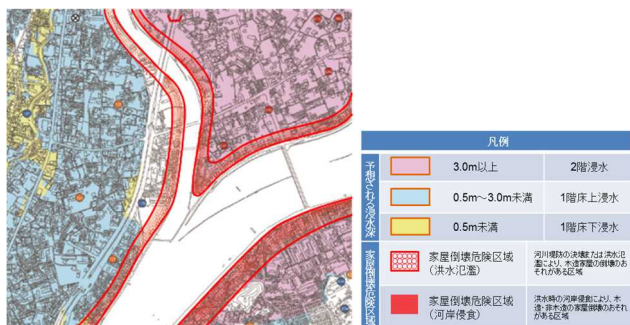 凡例
予想される浸水深
3.0m以上
2階浸水
0.5m～3.0m未満
1階床上浸水
0.5m未満
1階床下浸水
家屋倒壊危険区域
家屋倒壊危険区域
（洪水氾濫）
河川堤防の決壊または洪水氾
濫により、木造家屋の倒壊のお
それがある区域
家屋倒壊危険区域
（河岸侵食）
洪水時の河岸侵食により、木
造・非木造の家屋倒壊のおそれ
がある区域